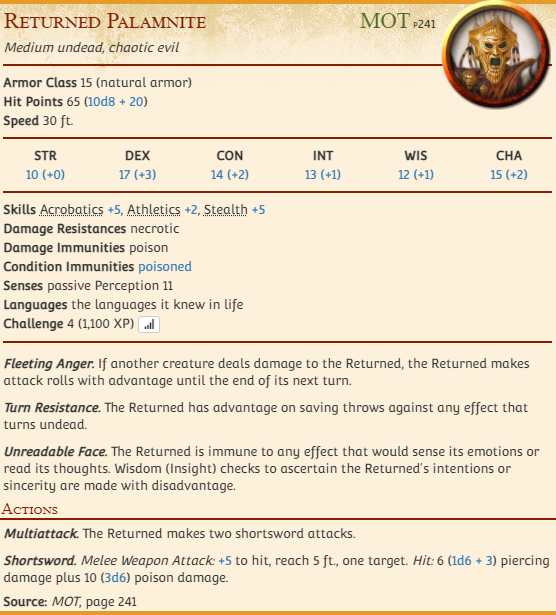 Returned Palamnite MOT p241
Medium undead, chaotic evil
Armor Class 15 (natural armor)
Hit Points 65 (10d8 + 20)
Speed 30 ft.
STR DEX CON INT WIS CHA
10 (+0) 17 (+3) 14 (+2) 13 (+1) 12 (+1) 15 (+2)
Skills Acrobatics +5, Athletics +2, Stealth +5
Damage Resistances necrotic
Damage Immunities poison
Condition Immunities poisoned
Senses passive Perception 11
Languages the languages it knew in life
Challenge 4 (1,100 XP)
Fleeting Anger. If another creature deals damage to the Returned, the Returned makes
attack rolls with advantage until the end of its next turn.
Turn Resistance. The Returned has advantage on saving throws against any effect that
turns undead.
Unreadable Face. The Returned is immune to any effect that would sense its emotions or
read its thoughts. Wisdom (Insight) checks to ascertain the Returned's intentions or
sincerity are made with disadvantage.
Actions
Multiattack. The Returned makes two shortsword attacks.
Shortsword. Melee Weapon Attack: +5 to hit, reach 5 ft., one target. Hit: 6 (1d6 + 3) piercing
damage plus 10 (3d6) poison damage.
Source: MOT, page 241